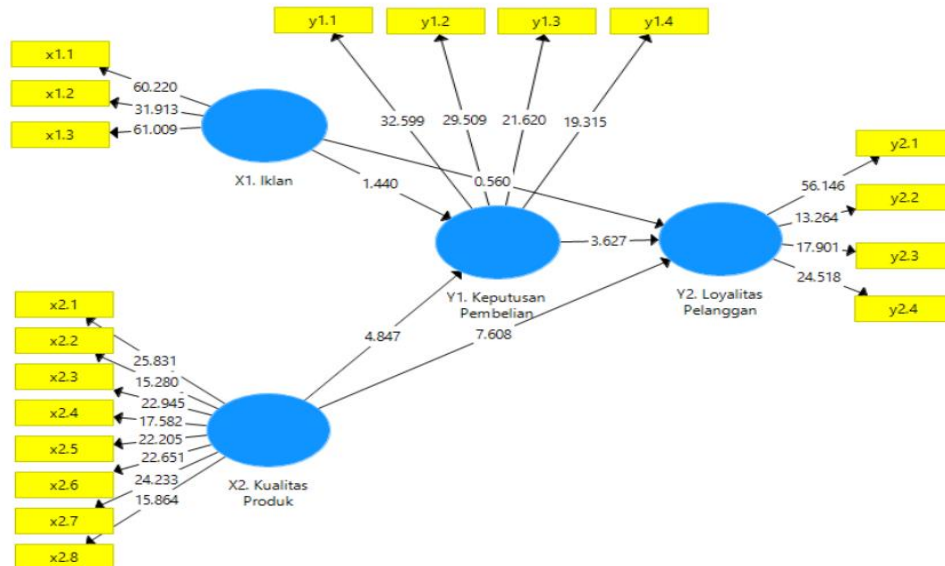 y1.1
y1.2
y1.3
y1.4
x1.1
x1.2
x1.3
60.220
31.913
61.009
32.599
29.509
21.620
19.315
X1. Iklan
1.440
0.560
y2.1
y2.2
y2.3
y2.4
56.146
13.264
17.901
24.518
3.627
Y1. Keputusan
Pembelian
Y2. Loyalitas
Pelanggan
4.847
7.608
x2.1
x2.2
x2.3
x2.4
x2.5
x2.6
x2.7
x2.8
25.831
15.280
22.945
17.582
22.205
22.651
24.233
15.864
X2. Kualitas
Produk